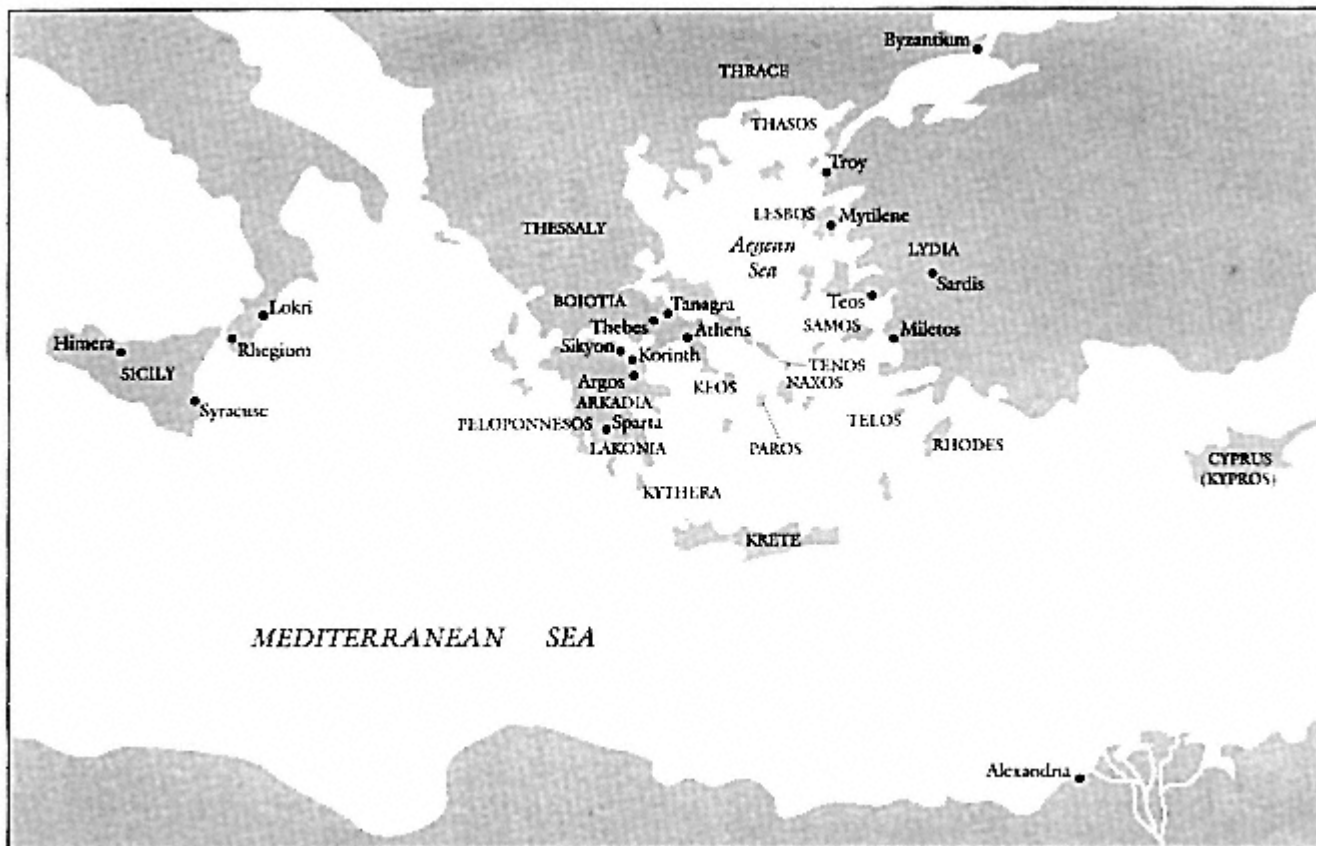 Byzantium
THRACE
THASOS
Troy
LESBOS
Mytilene
THESSALY
Aegean
Sea
LYDIA
Sardis
BOIOTIA
Tanagra
Teos
Lokri
Thebes
Athens
SAMOS
Miletos
Himera
Rhegium
Sikyon
Korinth
SICILY
TENOS
Argos
KEOS
NAXOS
Syracuse
ARKADIA
PELOPONNESOS
Sparta
TELOS
LAKONIA
PAROS
RHODES
CYPRUS
(KYPROS)
KYTHERA
KRETE
MEDITERRANEAN SEA
Alexandria